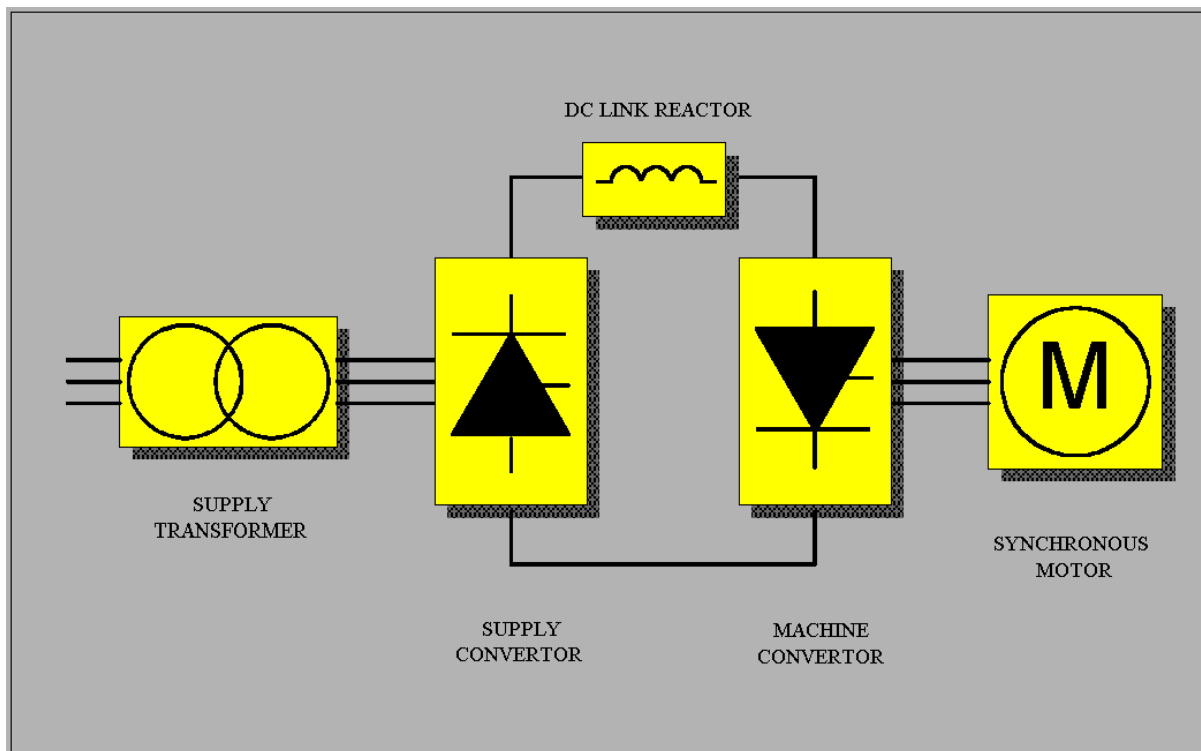 DC LINK REACTOR
M
SUPPLY
TRANSFORMER
SYNCHRONOUS
MOTOR
SUPPLY
CONVERTOR
MACHINE
CONVERTOR